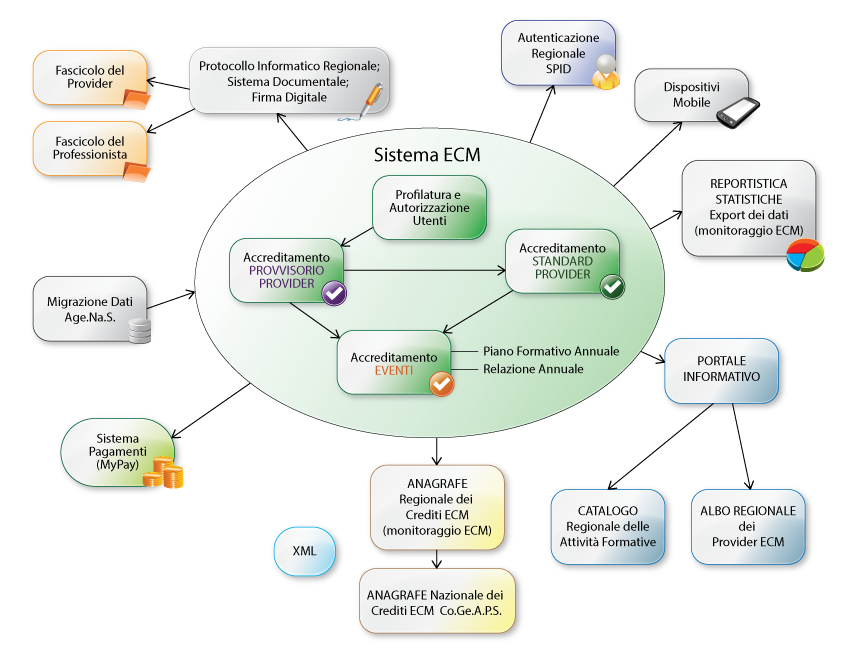 Autenticazione
Regionale
SPID
Protocollo Informatico Regionale;
Sistema Documentale;
Firma Digitale
Fascicolo del
Provider
Fascicolo del
Professionista
Dispositivi
Mobile
Sistema ECM
REPORTISTICA
STATISTICHE
Export dei dati
(monitoraggio ECM)
Profilatura e
Autorizzazione
Utenti
Accreditamento
PROVVISORIO
PROVIDER
Accreditamento
STANDARD
PROVIDER
Migrazione Dati
Age.Na.S.
Accreditamento
EVENTI
Piano Formativo Annuale
Relazione Annuale
PORTALE
INFORMATIVO
Sistema
Pagamenti
(MyPay)
ANAGRAFE
Regionale dei
Crediti ECM
(monitoraggio ECM)
CATALOGO
Regionale delle
Attività Formative
ALBO REGIONALE
dei
Provider ECM
XML
ANAGRAFE Nazionale dei
Crediti ECM Co.Ge.A.P.S.